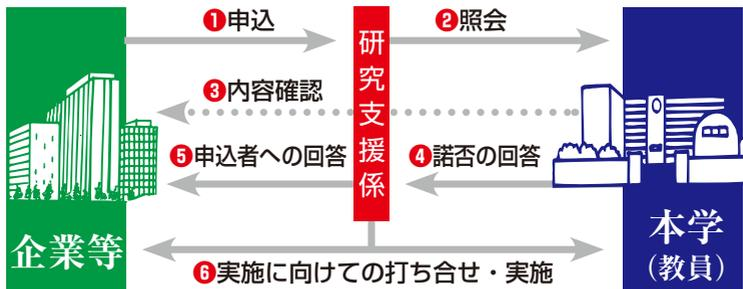 ❶申込
❷照会
研究支援係
❸内容確認
❺申込者への回答
❹諾否の回答
企業等
本学
（教員）
❻実施に向けての打ち合せ・実施